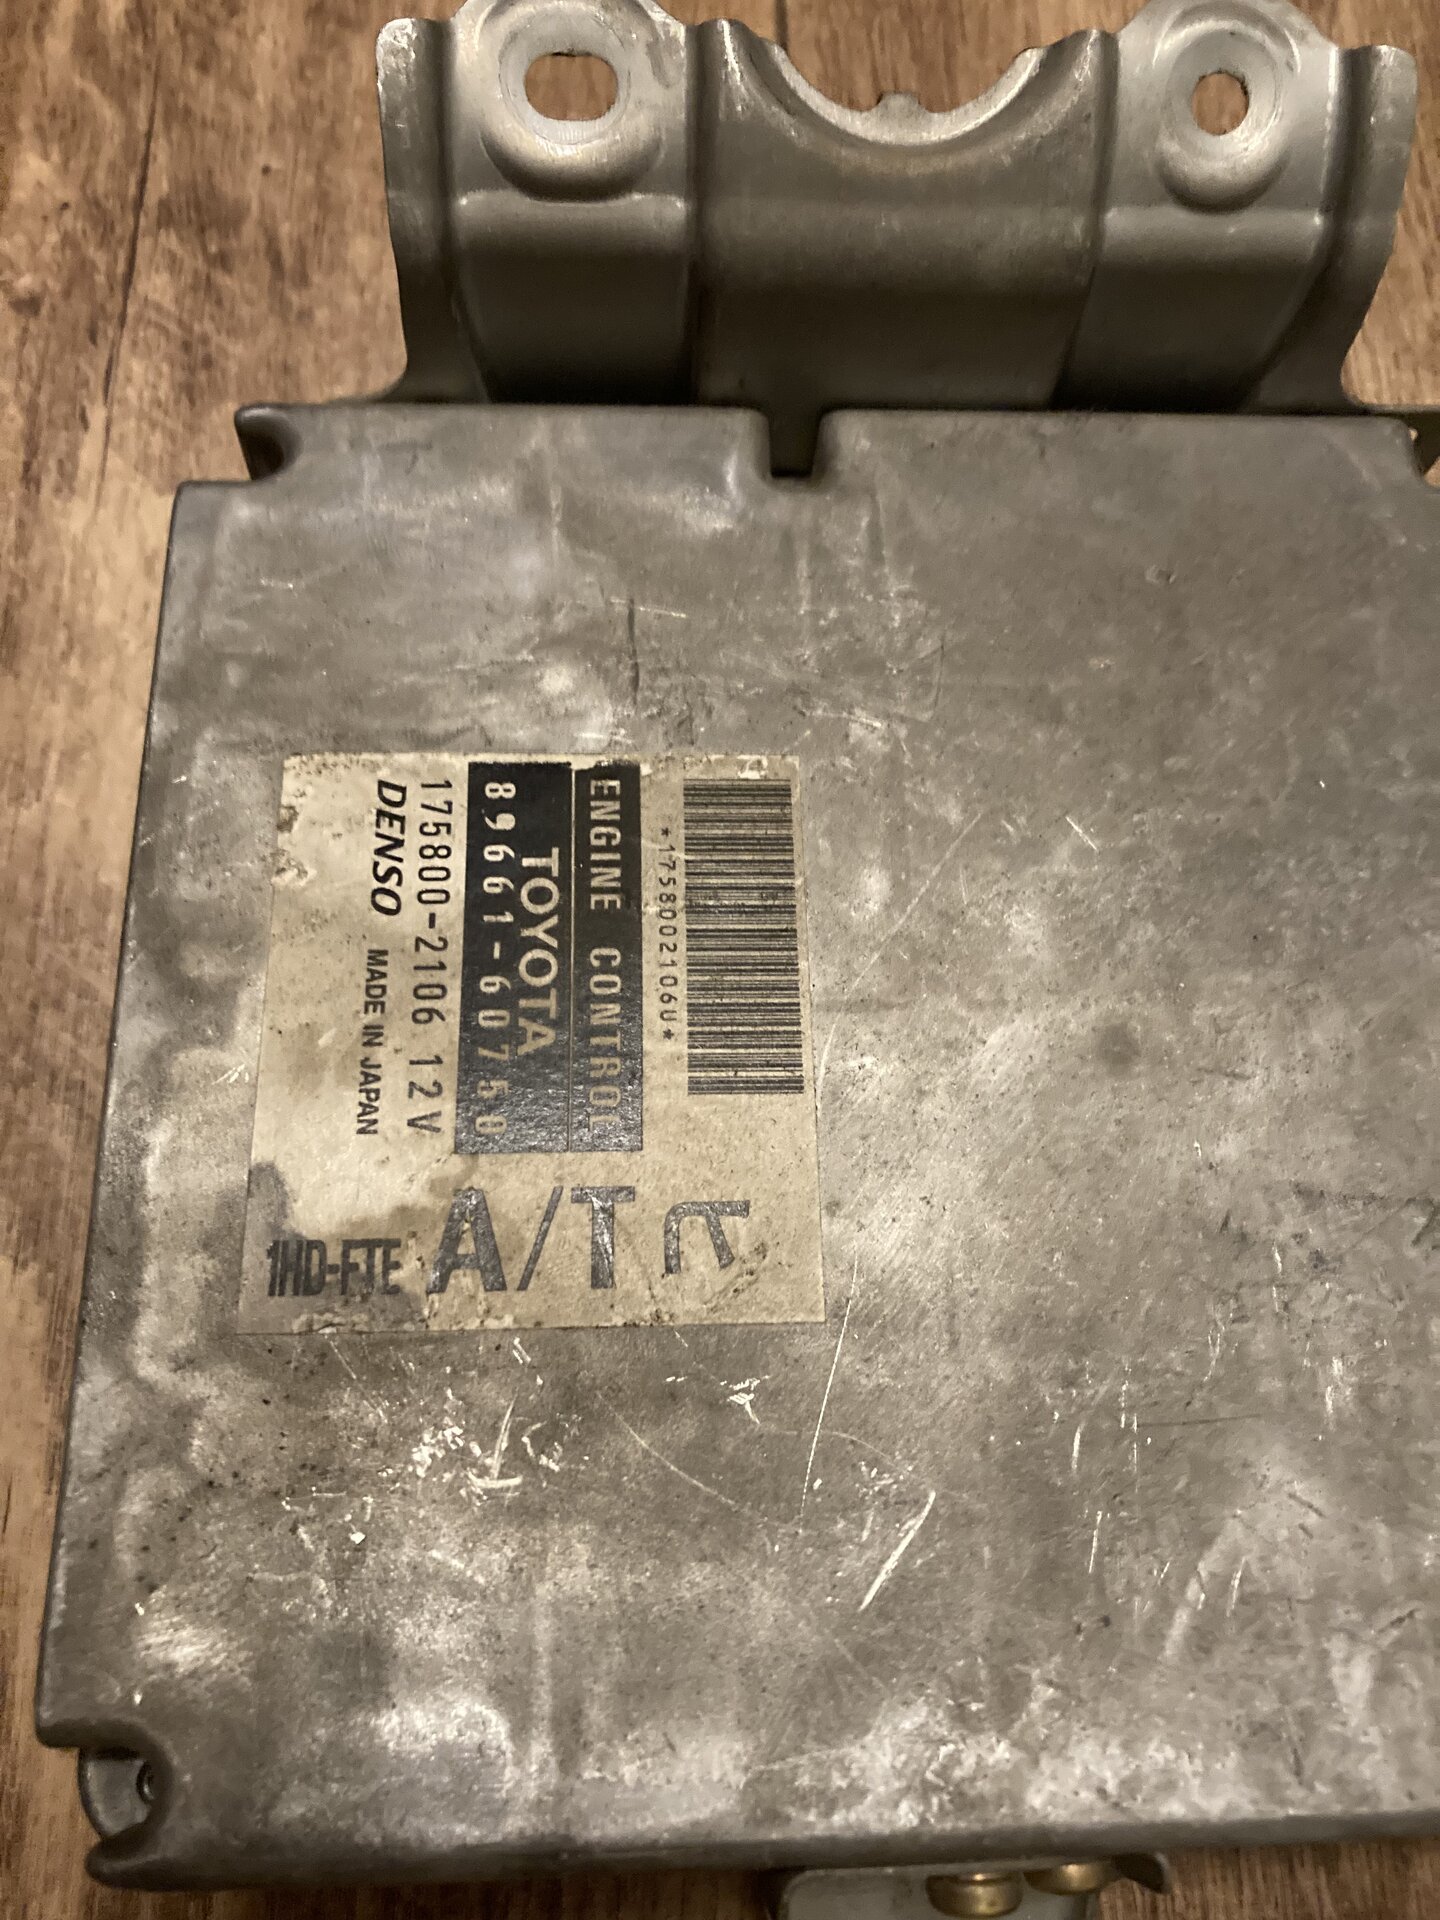 *1758002106U*
ENGINE CONTROL
TOYOTA
89661-60750
175800-2106 12V
DENSO MADE IN JAPAN
A/T
1HD-FTE